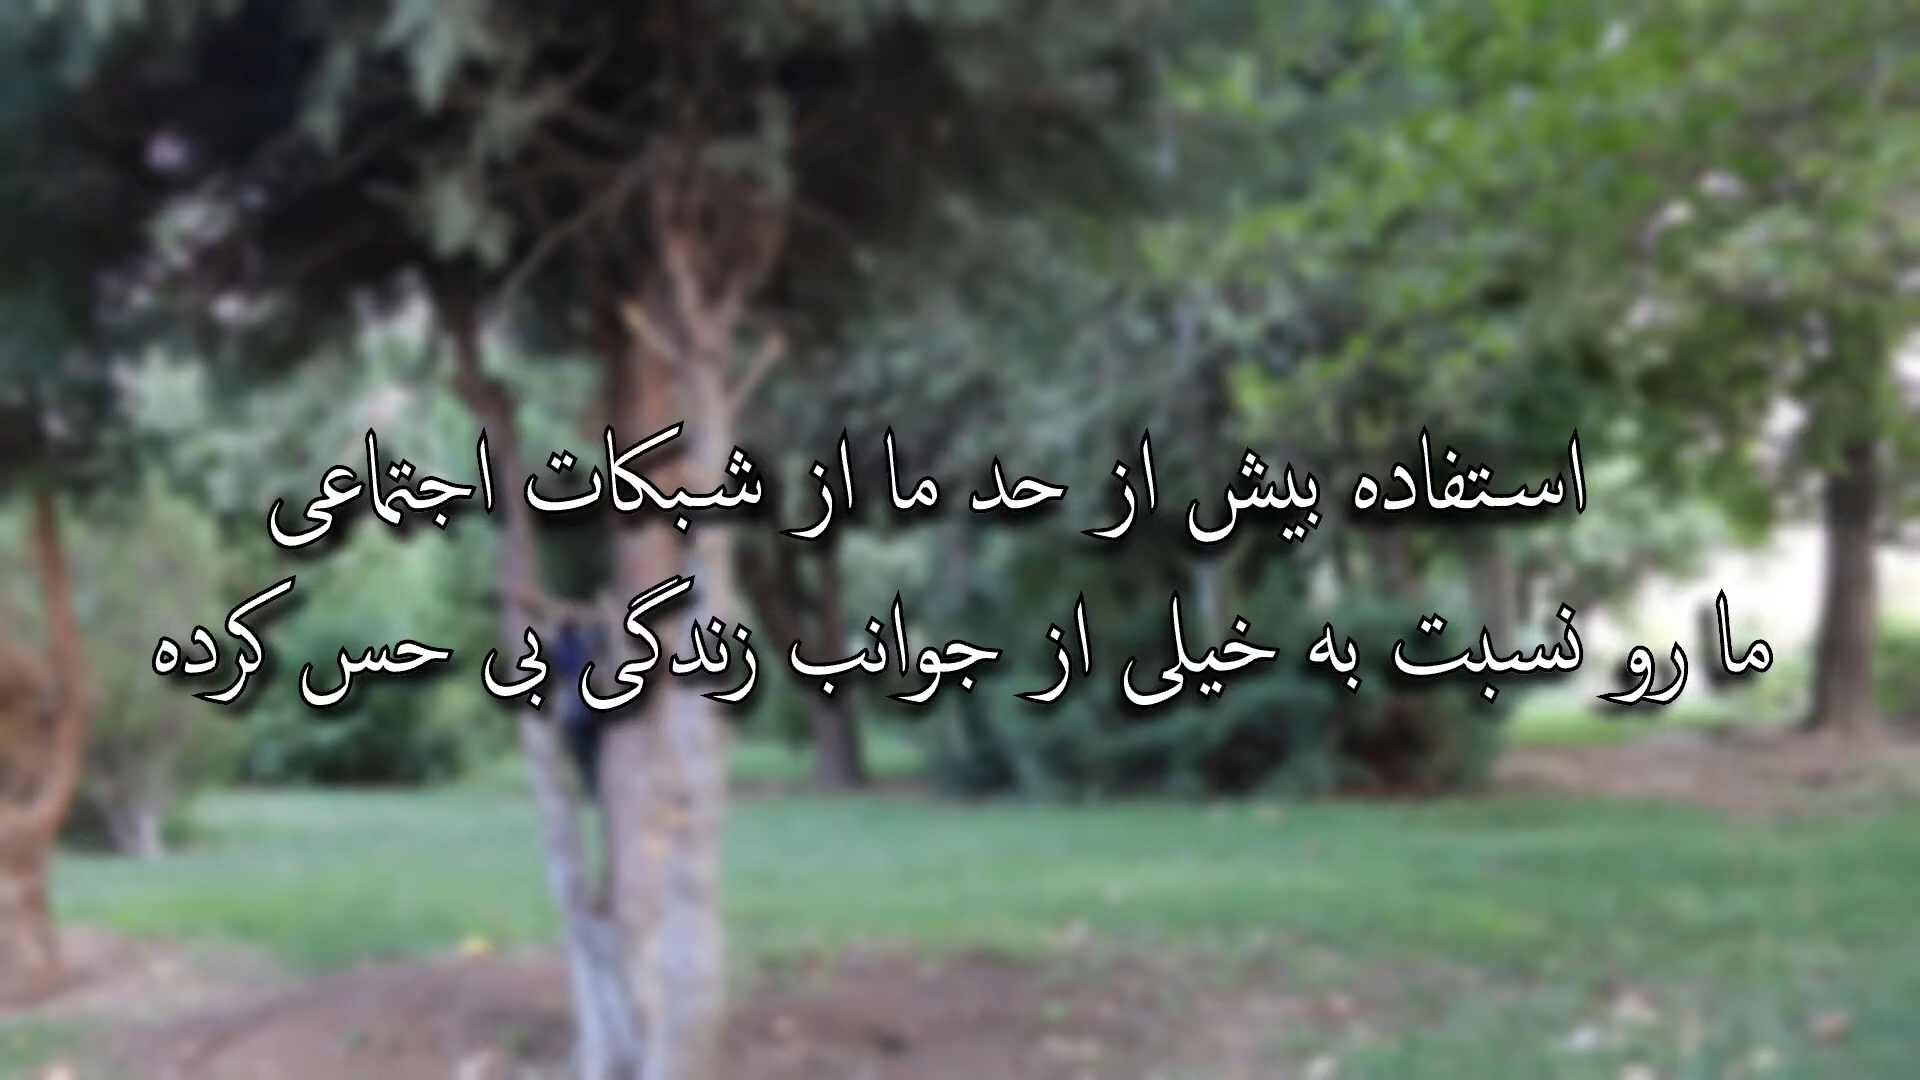 استفاده بیش از حد ما از شبکات اجتماعی
ما رو نسبت به خیلی از جوانب زندگی بی حس کرده